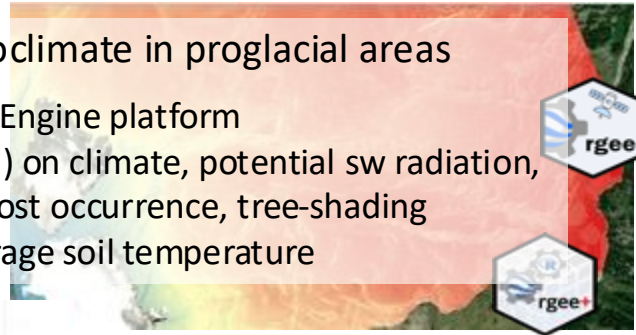 oclimate in proglacial areas
Engine platform
) on climate, potential sw radiation,
ost occurrence, tree-shading
rage soil temperature
rgee
rgee+